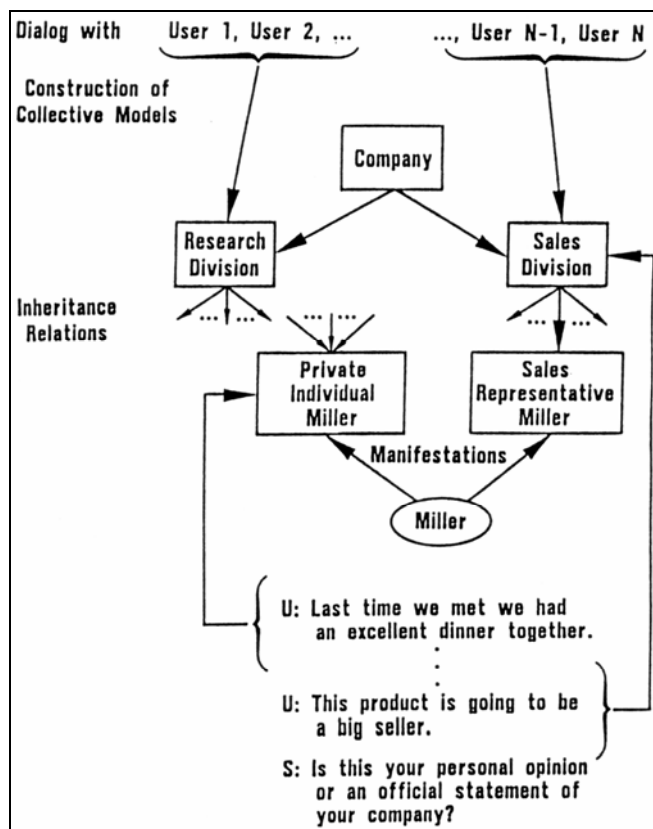 Dialog with User 1, User 2, ... ..., User N-1, User N
Construction of
Collective Models
Company
Research
Division
Sales
Division
Inheritance
Relations
... ... ... ... ... ...
Private
Individual
Miller
Sales
Representative
Miller
Manifestations
Miller
U: Last time we met we had
an excellent dinner together.
U: This product is going to be
a big seller.
S: Is this your personal opinion
or an official statement of
your company?